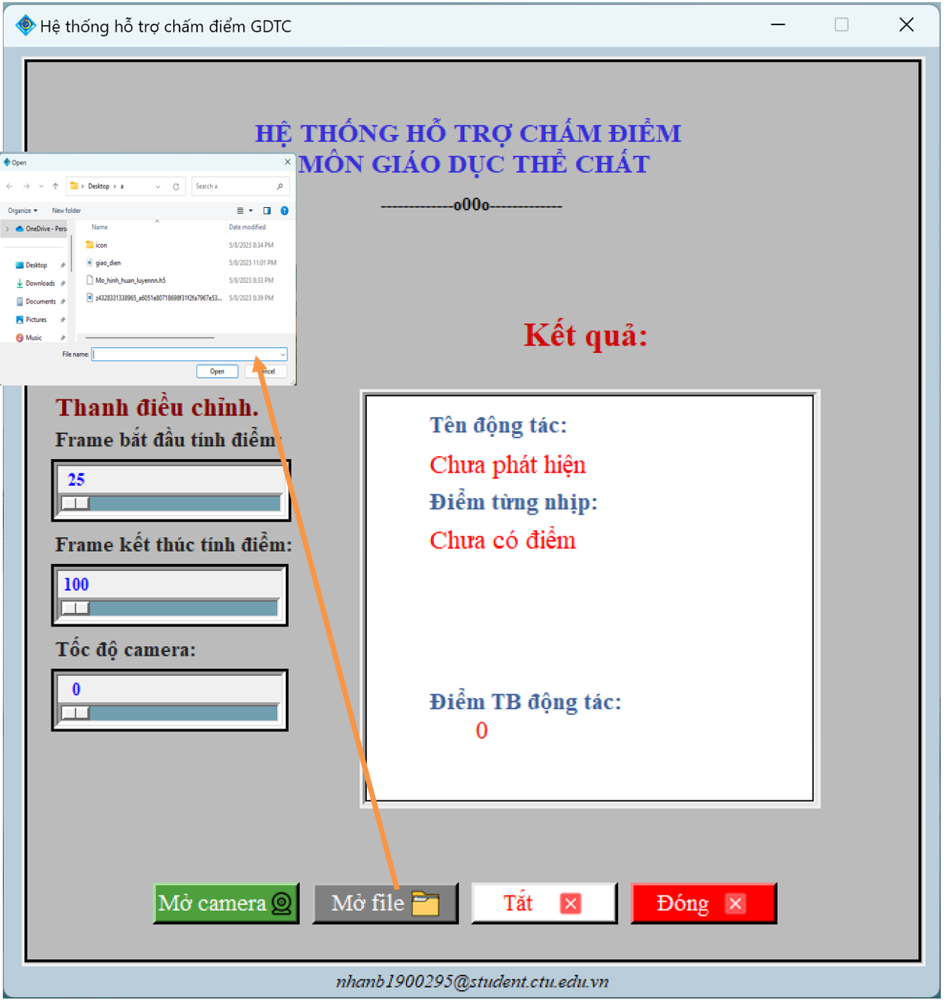 Hệ thống hỗ trợ chấm điểm GDTC
HỆ THỐNG HỖ TRỢ CHẤM ĐIỂM
MÔN GIÁO DỤC THỂ CHẤT
-------------o00o-------------
Open
Desktop > a
Search a
Organize
New folder
OneDrive - Pers
Name
Date modified
icon
5/8/2023 8:34 PM
giao_dien
5/8/2023 11:01 PM
Mo_hinh_huan_luyennn.h5
5/8/2023 8:33 PM
z4328331338965_a6051e80718698f31f2fa7967e53...
5/8/2023 8:39 PM
Desktop
Downloads
Documents
Pictures
Music
File name:
Open
Kết quả:
Thanh điều chỉnh.
Frame bắt đầu tính điểm:
25
Frame kết thúc tính điểm:
100
Tốc độ camera:
0
Tên động tác:
Chưa phát hiện
Điểm từng nhịp:
Chưa có điểm
Điểm TB động tác:
0
Mở camera
Mở file
Tắt
Đóng
nhanb1900295@student.ctu.edu.vn